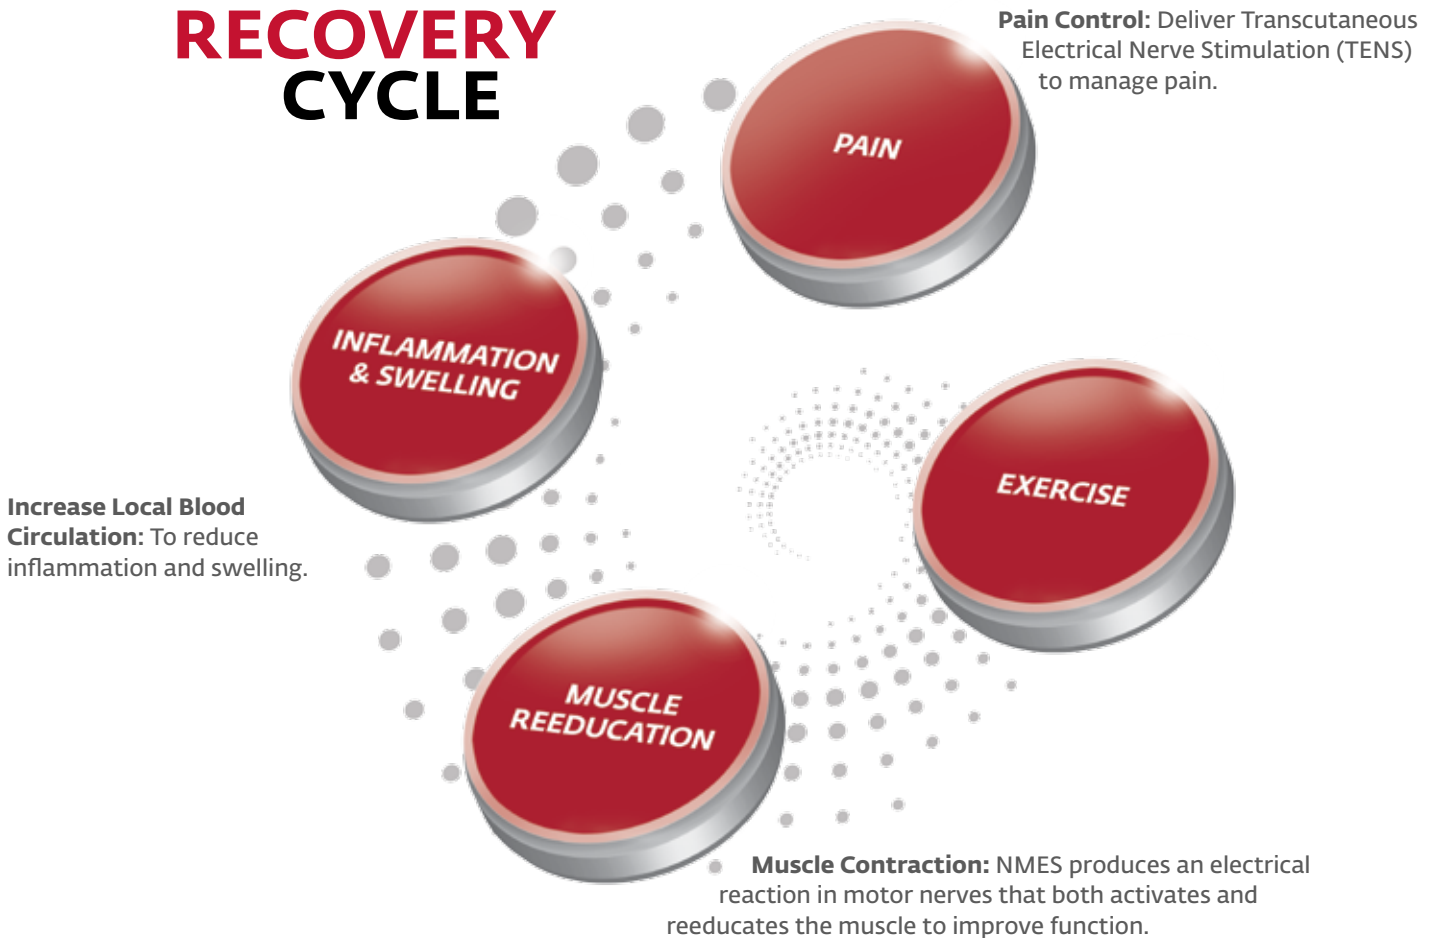 RECOVERY
CYCLE
Pain Control: Deliver Transcutaneous
Electrical Nerve Stimulation (TENS)
to manage pain.
PAIN
INFLAMMATION
& SWELLING
EXERCISE
Increase Local Blood
Circulation: To reduce
inflammation and swelling.
MUSCLE
REEDUCATION
Muscle Contraction: NMES produces an electrical
reaction in motor nerves that both activates and
reeducates the muscle to improve function.